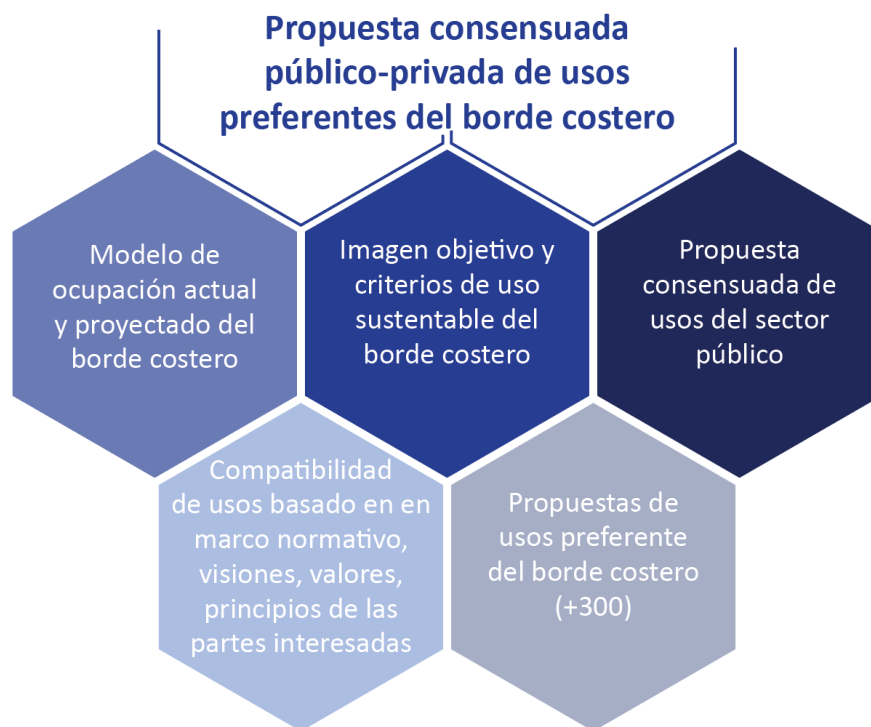 Propuesta consensuada
público-privada de usos
preferentes del borde costero
Modelo de
ocupación actual
y proyectado del
borde costero
Imagen objetivo y
criterios de uso
sustentable del
borde costero
Propuesta
consensuada de
usos del sector
público
Compatibilidad
de usos basado en en
marco normativo,
visiones, valores,
principios de las
partes interesadas
Propuestas de
usos preferente
del borde costero
(+300)